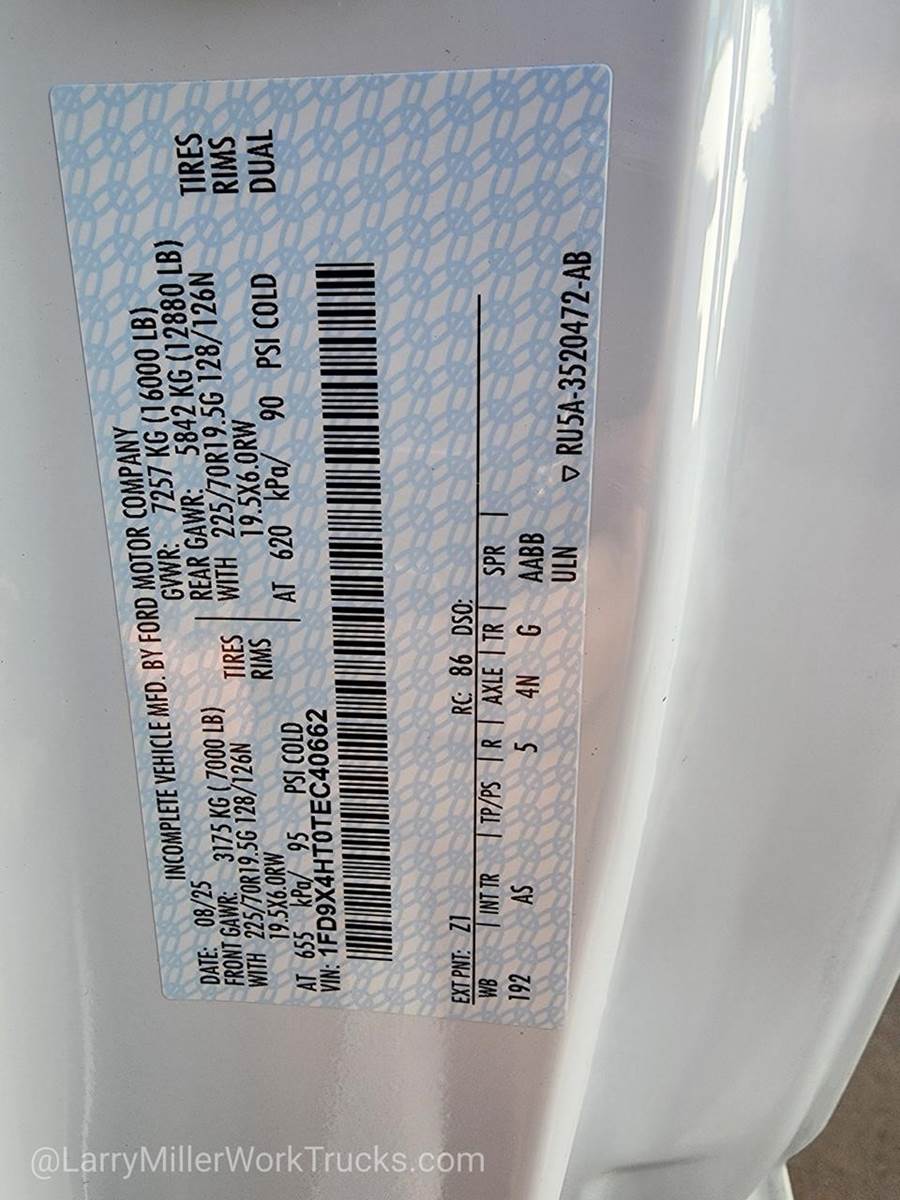 INCOMPLETE VEHICLE MFD. BY FORD MOTOR COMPANY
DATE: 08/25 GVWR: 7257 KG (16000 LB)
FRONT GAWR: 3175 KG ( 7000 LB) REAR GAWR: 5842 KG (12880 LB)
WITH 225/70R19.5G 128/126N TIRES WITH 225/70R19.5G 128/126N TIRES
19.5X6.0RW RIMS 19.5X6.0RW RIMS
AT 655 kPa/ 95 PSI COLD AT 620 kPa/ 90 PSI COLD DUAL
VIN: 1FD9X4HT0TEC40662
EXT PNT: Z1 RC: 86 DSO:
WB | INT TR | TP/PS | R | AXLE | TR | SPR |
192 AS 5 4N G AABB
ULN
▽ RU5A-3520472-AB
@LarryMillerWorkTrucks.com